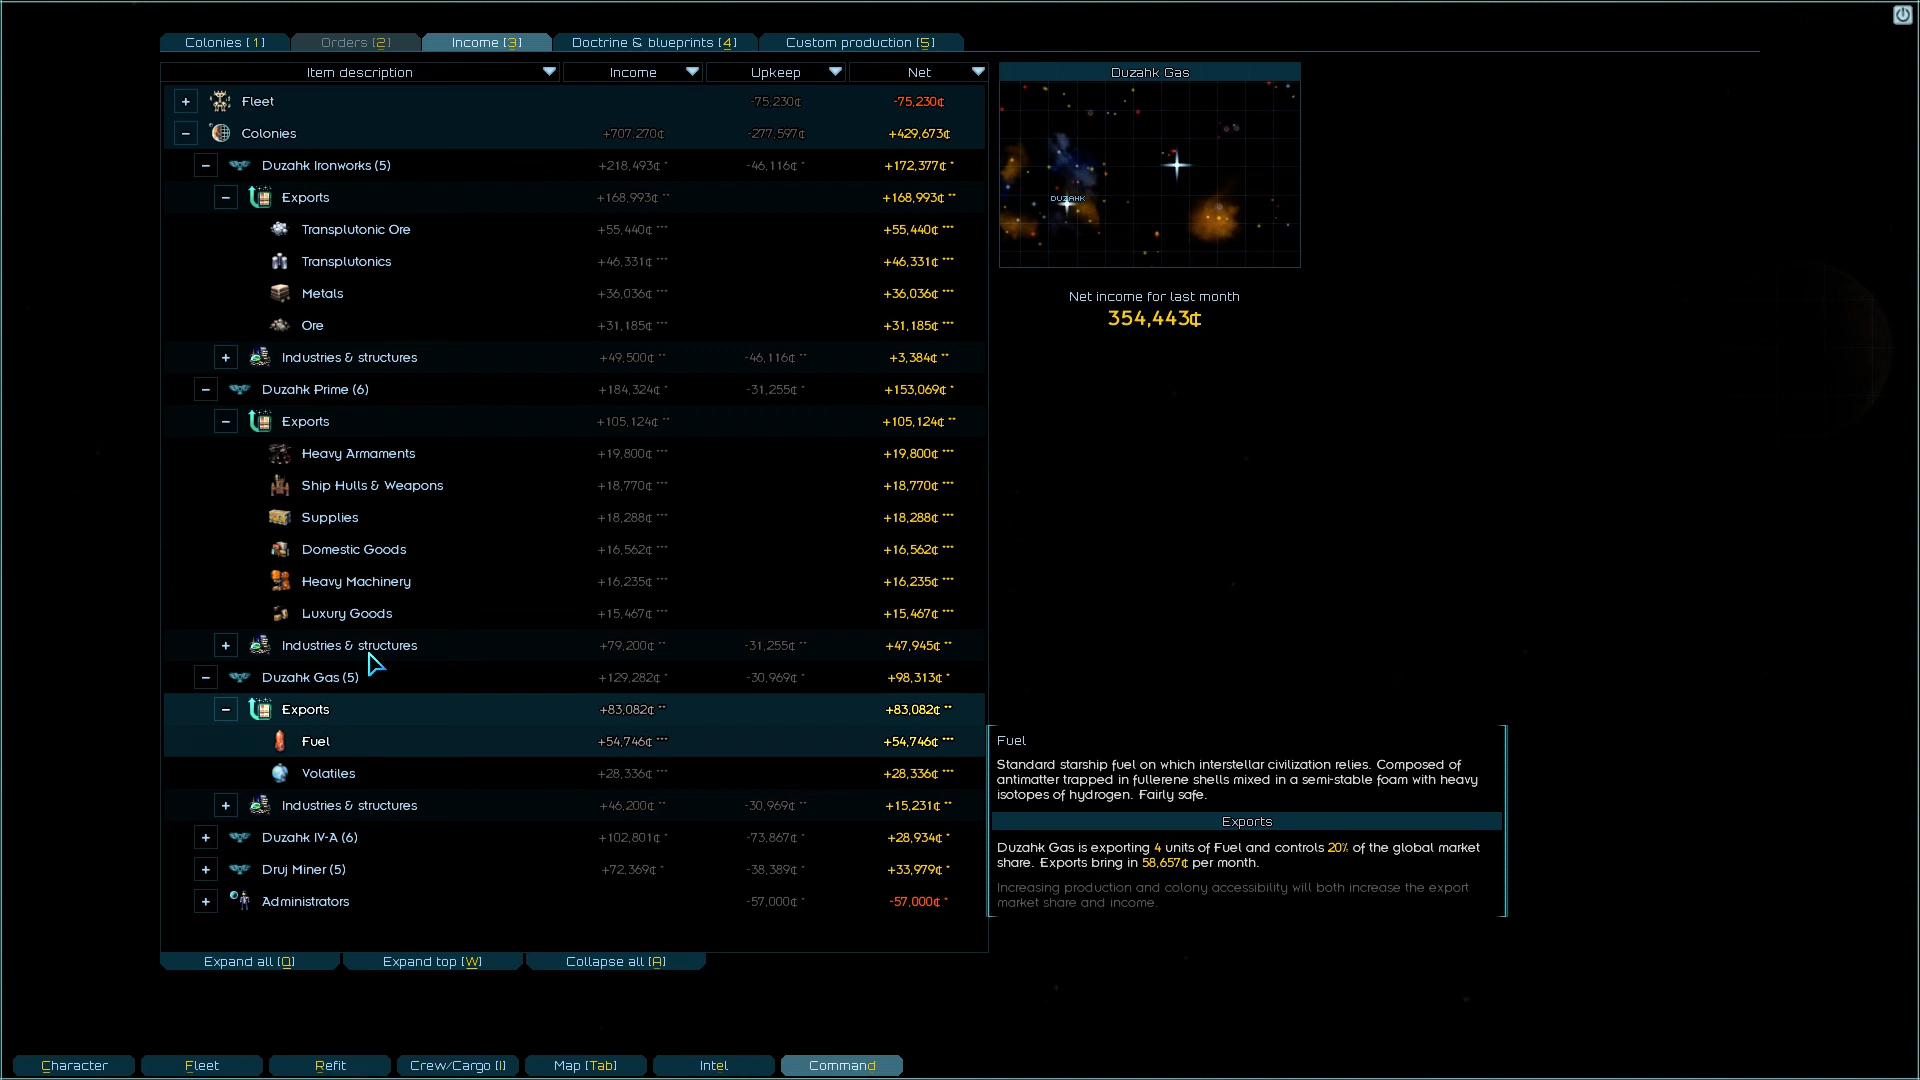 Colonies [ 1 ] Orders [2] Income [3] Doctrine & blueprints [4] Custom production [5]
Item description Income Upkeep Net
Fleet -75,230₵ -75,230₵
Colonies +707,270₵ -277,597₵ +429,673₵
Duzahk Ironworks (5) +218,493₵ * -46,116₵ * +172,377₵ *
Exports +168,993₵ ** +168,993₵ **
Transplutonic Ore +55,440₵ *** +55,440₵ ***
Transplutonics +46,331₵ *** +46,331₵ ***
Metals +36,036₵ *** +36,036₵ ***
Ore +31,185₵ *** +31,185₵ ***
Industries & structures +49,500₵ ** -46,116₵ ** +3,384₵ **
Duzahk Prime (6) +184,324₵ * -31,255₵ * +153,069₵ *
Exports +105,124₵ ** +105,124₵ **
Heavy Armaments +19,800₵ *** +19,800₵ ***
Ship Hulls & Weapons +18,770₵ *** +18,770₵ ***
Supplies +18,288₵ *** +18,288₵ ***
Domestic Goods +16,562₵ *** +16,562₵ ***
Heavy Machinery +16,235₵ *** +16,235₵ ***
Luxury Goods +15,467₵ *** +15,467₵ ***
Industries & structures +79,200₵ ** -31,255₵ ** +47,945₵ **
Duzahk Gas (5) +129,282₵ * -30,969₵ * +98,313₵ *
Exports +83,082₵ ** +83,082₵ **
Fuel +54,746₵ *** +54,746₵ ***
Volatiles +28,336₵ *** +28,336₵ ***
Industries & structures +46,200₵ ** -30,969₵ ** +15,231₵ **
Duzahk IV-A (6) +102,801₵ * -73,867₵ * +28,934₵ *
Druj Miner (5) +72,369₵ * -38,389₵ * +33,979₵ *
Administrators -57,000₵ * -57,000₵ *
Expand all [Q] Expand top [W] Collapse all [A]
Duzahk Gas
DUZAHK
Net income for last month
354,443₵
Fuel
Standard starship fuel on which interstellar civilization relies. Composed of
antimatter trapped in fullerene shells mixed in a semi-stable foam with heavy
isotopes of hydrogen. Fairly safe.
Exports
Duzahk Gas is exporting 4 units of Fuel and controls 20% of the global market
share. Exports bring in 58,657₵ per month.
Increasing production and colony accessibility will both increase the export
market share and income.
Character Fleet Refit Crew/Cargo [I] Map [Tab] Intel Command